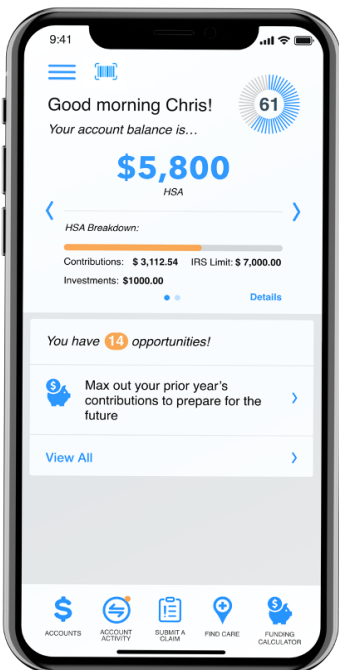 9:41
Good morning Chris!
61
Your account balance is...
$5,800
HSA
HSA Breakdown:
Contributions: $ 3,112.54 IRS Limit: $ 7,000.00
Investments: $1000.00
Details
You have 14 opportunities!
Max out your prior year's
contributions to prepare for the
future
View All
ACCOUNTS
ACCOUNT
ACTIVITY
SUBMIT A
CLAIM
FIND CARE
FUNDING
CALCULATOR